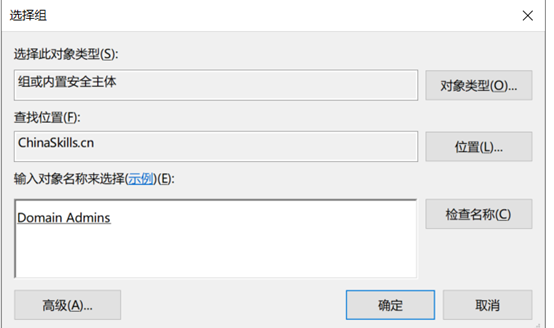 选择组
选择此对象类型(S):
组或内置安全主体
对象类型(O)...
查找位置(F):
ChinaSkills.cn
位置(L)...
输入对象名称来选择(示例)(E):
Domain Admins
检查名称(C)
高级(A)...
确定
取消